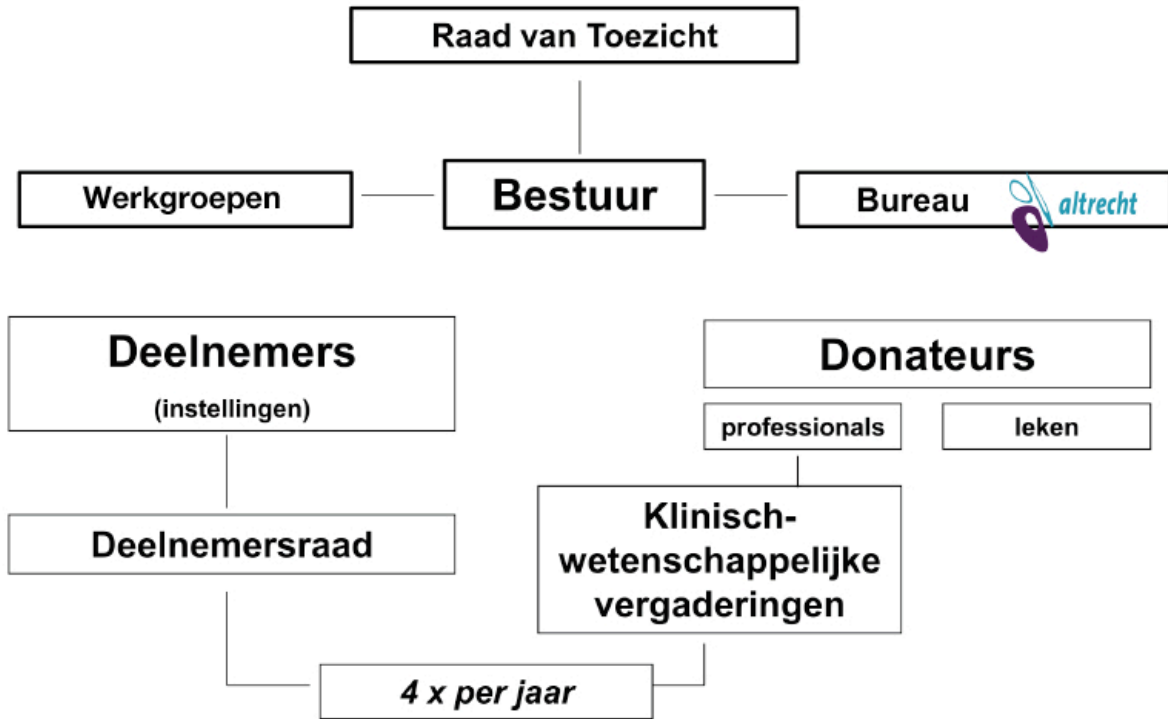 Raad van Toezicht
Werkgroepen
Bestuur
Bureau
altrecht
Deelnemers
(instellingen)
Donateurs
professionals
leken
Deelnemersraad
Klinisch-
wetenschappelijke
vergaderingen
4 x per jaar